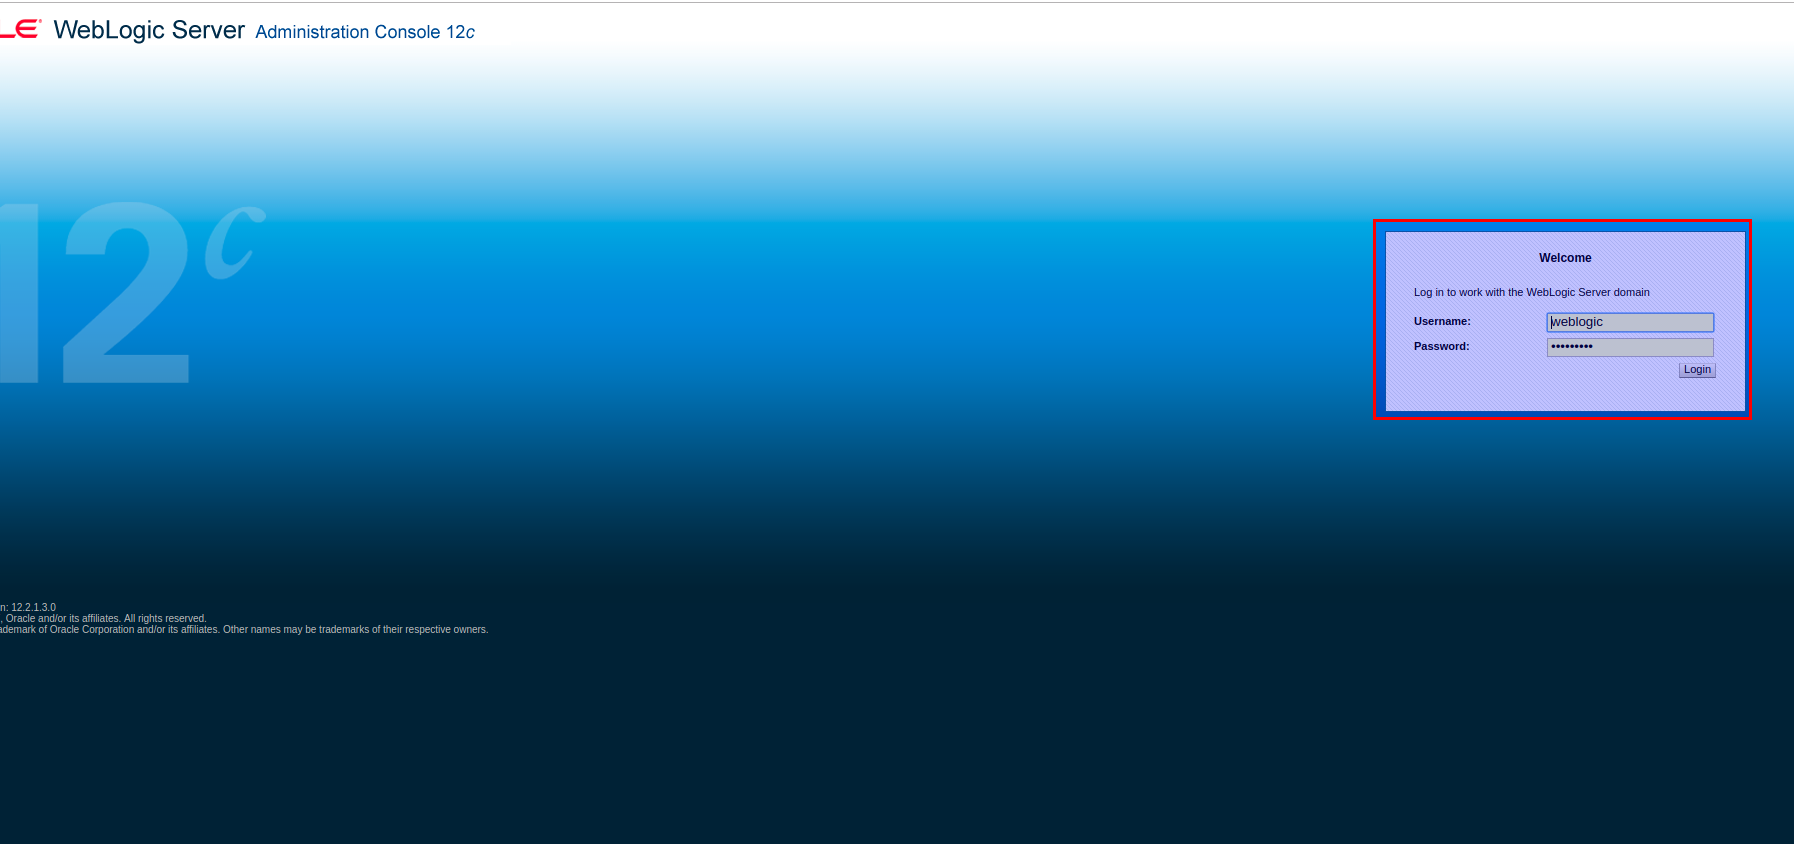 LE WebLogic Server Administration Console 12c
12c
Welcome
Log in to work with the WebLogic Server domain
Username: weblogic
Password: •••••••••
Login
n: 12.2.1.3.0
, Oracle and/or its affiliates. All rights reserved.
ademark of Oracle Corporation and/or its affiliates. Other names may be trademarks of their respective owners.